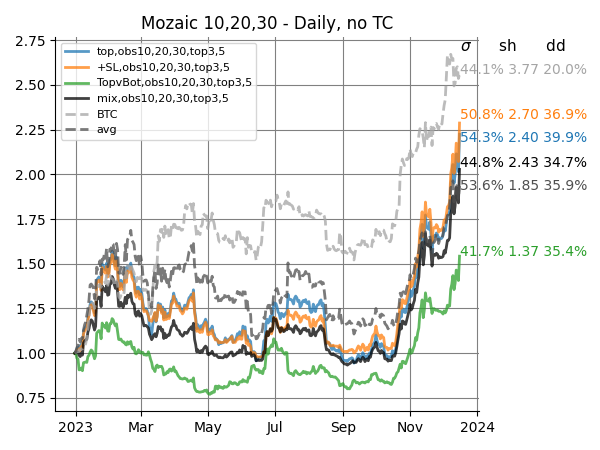 Mozaic 10,20,30 - Daily, no TC
σ sh dd
top,obs10,20,30,top3,5
+SL,obs10,20,30,top3,5
TopvBot,obs10,20,30,top3,5
mix,obs10,20,30,top3,5
BTC
avg
44.1% 3.77 20.0%
50.8% 2.70 36.9%
54.3% 2.40 39.9%
44.8% 2.43 34.7%
53.6% 1.85 35.9%
41.7% 1.37 35.4%
2.75
2.50
2.25
2.00
1.75
1.50
1.25
1.00
0.75
2023 Mar May Jul Sep Nov 2024